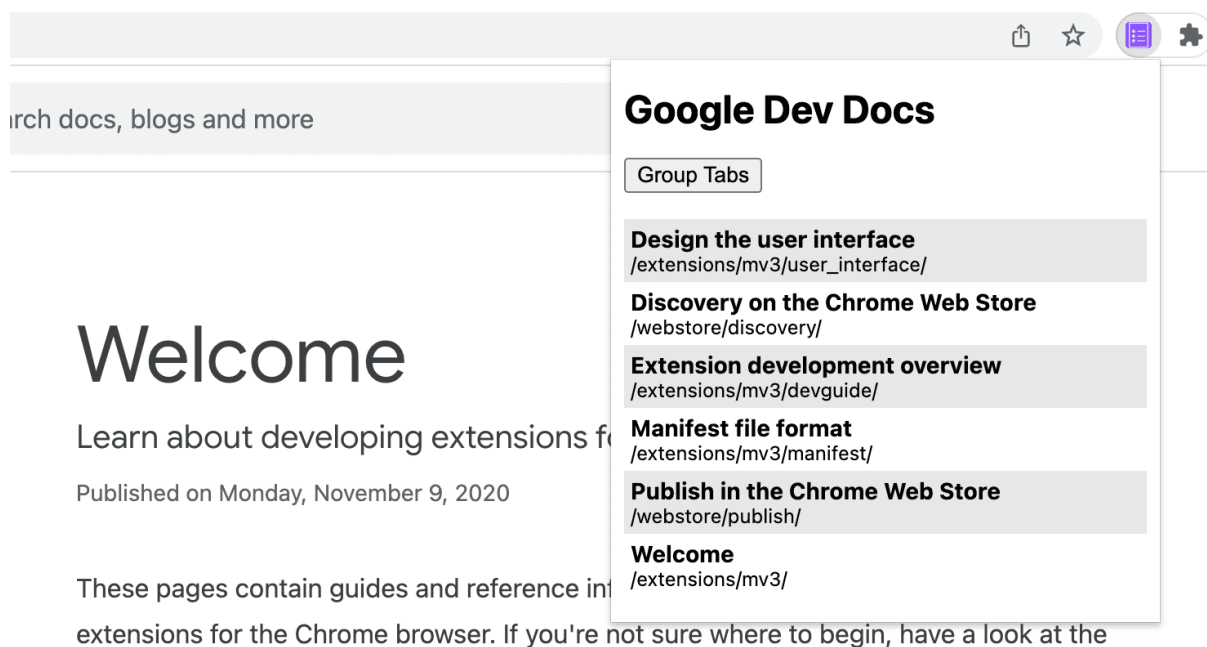 docs, blogs and more
Google Dev Docs
Group Tabs
Design the user interface
/extensions/mv3/user_interface/
Discovery on the Chrome Web Store
/webstore/discovery/
Extension development overview
/extensions/mv3/devguide/
Manifest file format
/extensions/mv3/manifest/
Publish in the Chrome Web Store
/webstore/publish/
Welcome
/extensions/mv3/
Welcome
Learn about developing extensions
Published on Monday, November 9, 2020
These pages contain guides and reference
extensions for the Chrome browser. If you're not sure where to begin, have a look at the